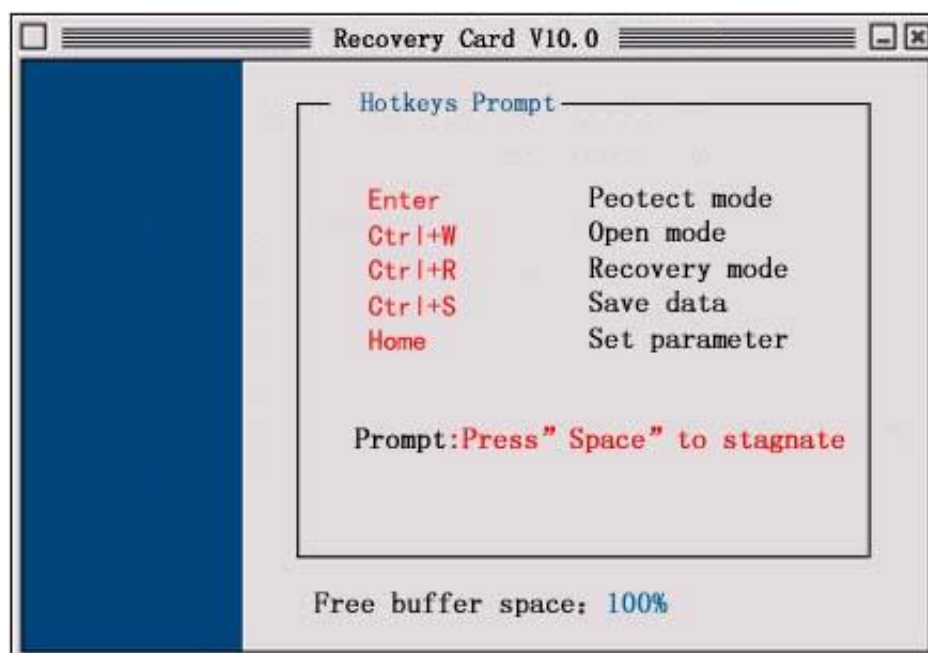 Recovery Card V10.0
Hotkeys Prompt
Enter Peotect mode
Ctrl+W Open mode
Ctrl+R Recovery mode
Ctrl+S Save data
Home Set parameter
Prompt:Press” Space” to stagnate
Free buffer space: 100%